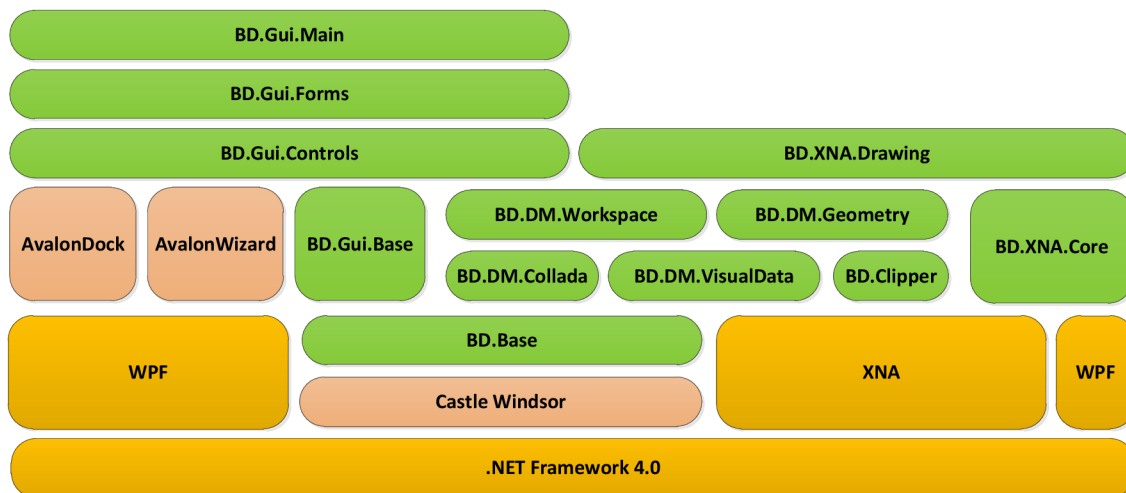 BD.Gui.Main
BD.Gui.Forms
BD.Gui.Controls
BD.XNA.Drawing
AvalonDock
AvalonWizard
BD.Gui.Base
BD.DM.Workspace
BD.DM.Geometry
BD.XNA.Core
BD.DM.Collada
BD.DM.VisualData
BD.Clipper
WPF
BD.Base
XNA
WPF
Castle Windsor
.NET Framework 4.0